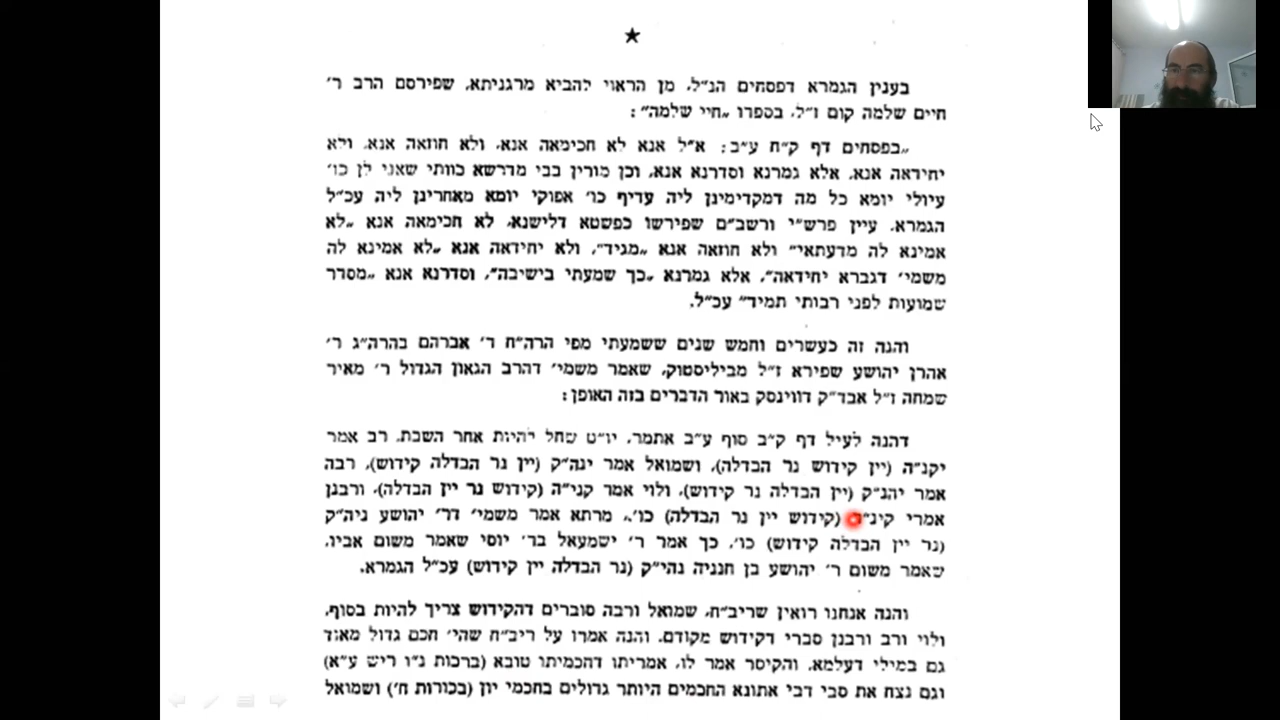 בענין הגמרא דפסחים הנ״ל, מן הראוי להביא מרגניתא, שפירסם הרב ר׳
חיים שלמה קום ז״ל, בספרו ״חיי שלמה״:
״בפסחים דף ק״ח ע״ב: א״ל אנא לא חכימאה אנא, ולא חוזאה אנא, ולא
יחידאה אנא, אלא גמרנא וסדרנא אנא, וכן מורין בבי מדרשא כוותי שאני לן כו׳
עיולי יומא כל מה דמקדימינן ליה עדיף כו׳ אפוקי יומא מאחרינן ליה עכ״ל
הגמרא. עיין פרש״י ורשב״ם שפירשו כפשטא דלישנא, לא חכימאה אנא ״לא
אמינא לה מדעתאי״ ולא חוזאה אנא ״מגיד״, ולא יחידאה אנא ״לא אמינא לה
משמי׳ דגברא יחידאה״, אלא גמרנא ״כך שמעתי בישיבה״, וסדרנא אנא ״מסדר
שמועות לפני רבותי תמיד״ עכ״ל.
והנה זה כעשרים וחמש שנים ששמעתי מפי הרה״ח ר׳ אברהם בהרה״ג ר׳
אהרן יהושע שפירא ז״ל מביליסטוק, שאמר משמי׳ דהרב הגאון הגדול ר׳ מאיר
שמחה ז״ל אבד״ק דווינסק באור הדברים בזה האופן:
דהנה לעיל דף ק״ב סוף ע״ב אתמר, יו״ט שחל להיות אחר השבת, רב אמר
יקנ״ה (יין קידוש נר הבדלה), ושמואל אמר ינה״ק (יין נר הבדלה קידוש), רבה
אמר יהנ״ק (יין הבדלה נר קידוש), ולוי אמר קני״ה (קידוש נר יין הבדלה), ורבנן
אמרי קינ״ה (קידוש יין נר הבדלה) כו׳, מרתא אמר משמי׳ דר׳ יהושע ניה״ק
(נר יין הבדלה קידוש) כו׳, כך אמר ר׳ ישמעאל בר׳ יוסי שאמר משום אביו,
שאמר משום ר׳ יהושע בן חנניה נהי״ק (נר הבדלה יין קידוש) עכ״ל הגמרא.
והנה אנחנו רואין שריב״ח, שמואל ורבה סוברים דהקידוש צריך להיות בסוף,
ולוי ורב ורבנן סברי דקידוש מקודם. והנה אמרו על ריב״ח שהי׳ חכם גדול מאוד
גם במילי דעלמא, והקיסר אמר לו, אמריתו דחכמיתו טובא (ברכות נ״ו ריש ע״א)
וגם נצח את סבי דבי אתונא החכמים היותר גדולים בחכמי יון (בכורות ח׳) ושמואל